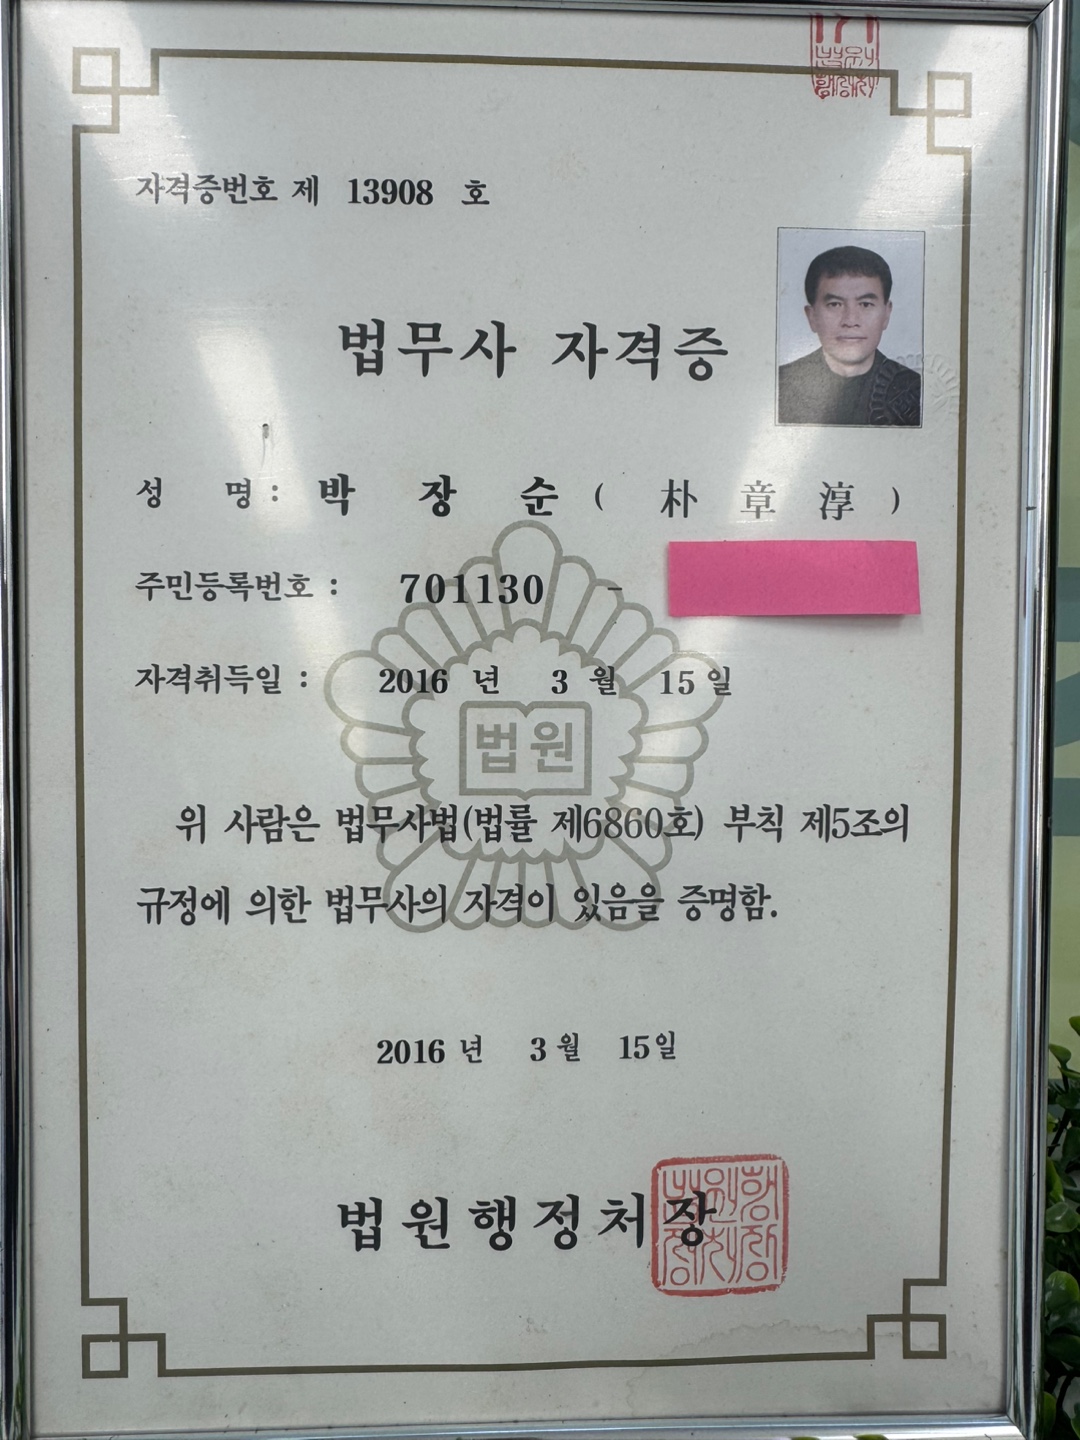 자격증번호 제 13908 호
법무사 자격증
성 명 : 박 장 순 ( 朴 章 淳 )
주민등록번호 : 701130 -
자격취득일 : 2016 년 3 월 15 일
법원
위 사람은 법무사법(법률 제6860호) 부칙 제5조의
규정에 의한 법무사의 자격이 있음을 증명함.
2016 년 3 월 15 일
법원행정처장